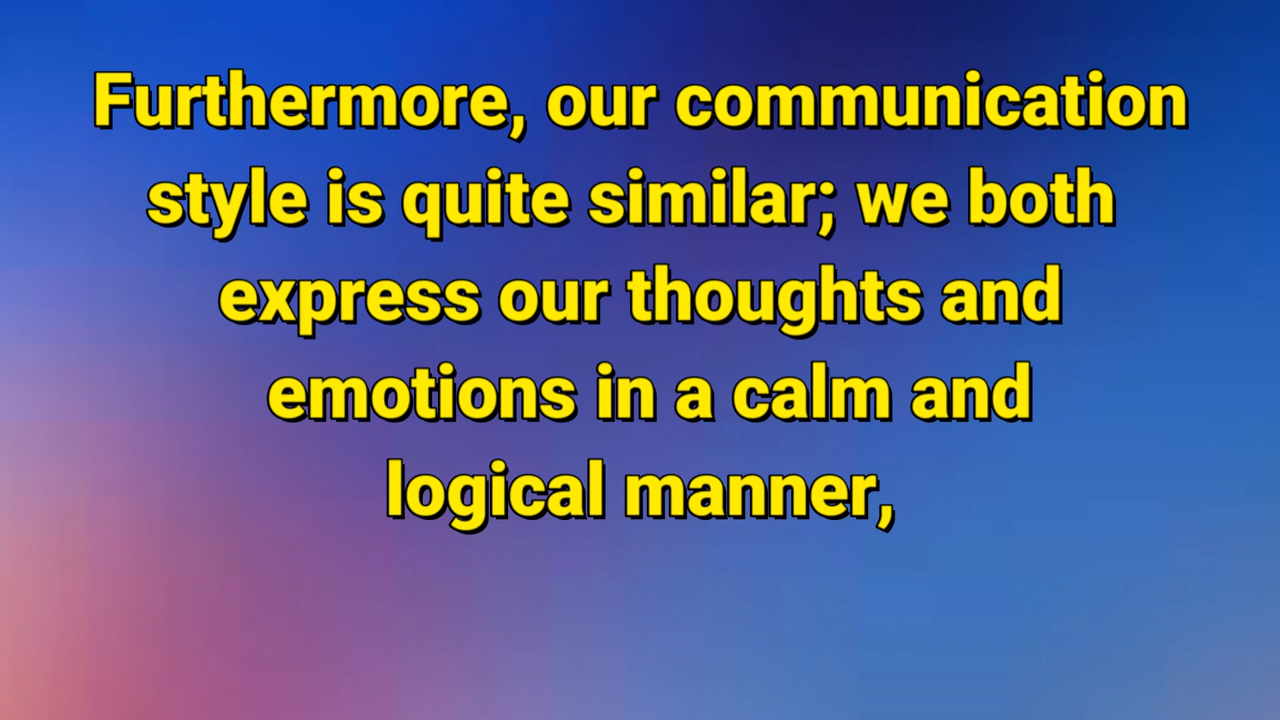 Furthermore, our communication
style is quite similar; we both
express our thoughts and
emotions in a calm and
logical manner,